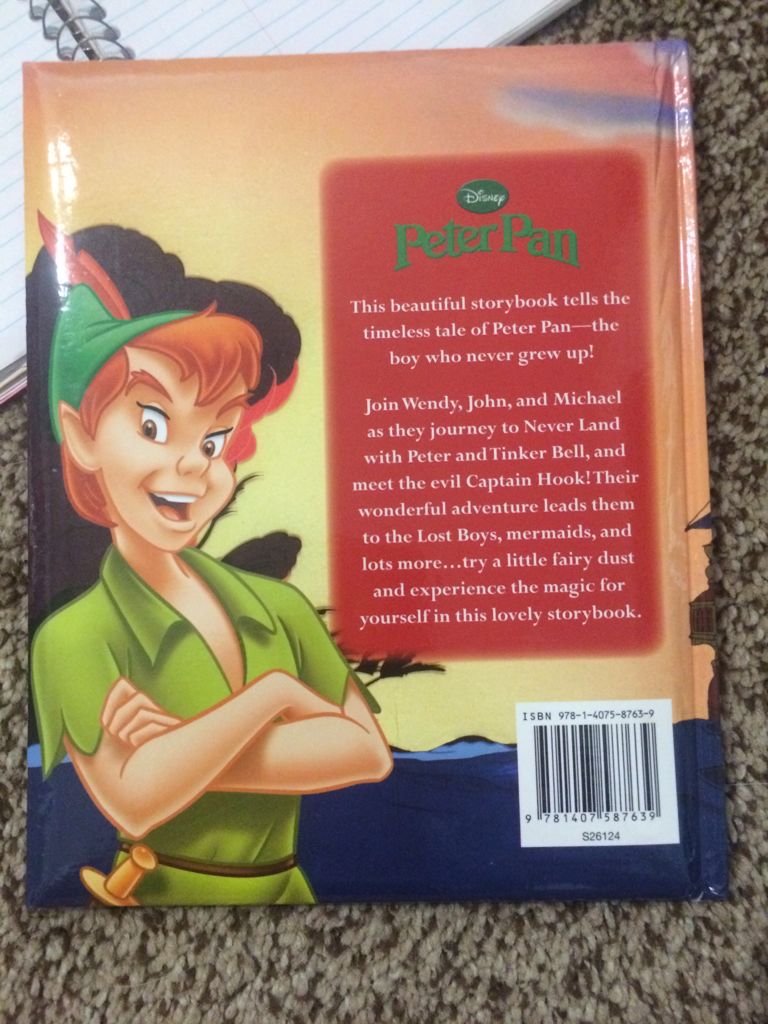 Disney
Peter Pan
This beautiful storybook tells the
timeless tale of Peter Pan—the
boy who never grew up!
Join Wendy, John, and Michael
as they journey to Never Land
with Peter and Tinker Bell, and
meet the evil Captain Hook! Their
wonderful adventure leads them
to the Lost Boys, mermaids, and
lots more...try a little fairy dust
and experience the magic for
yourself in this lovely storybook.
ISBN 978-1-4075-8763-9
9 781407 587639
S26124